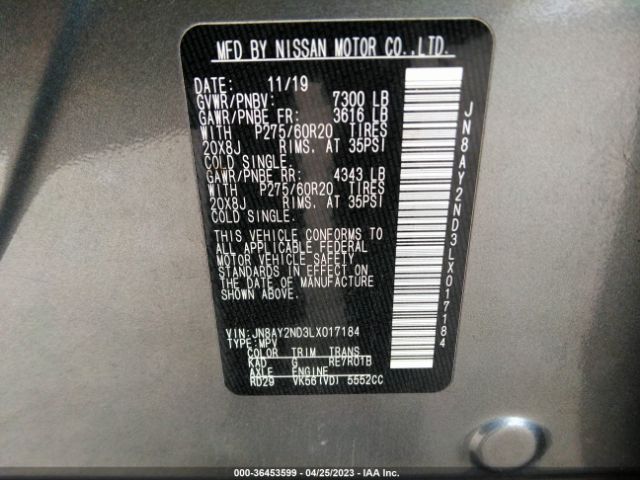 MFD BY NISSAN MOTOR CO.,LTD.
DATE: 11/19
GVWR/PNBV: 7300 LB
GAWR/PNBE FR: 3616 LB
WITH P275/60R20 TIRES
20X8J RIMS, AT 35PSI
COLD SINGLE.
GAWR/PNBE RR: 4343 LB
WITH P275/60R20 TIRES
20X8J RIMS, AT 35PSI
COLD SINGLE.
THIS VEHICLE CONFORMS TO
ALL APPLICABLE FEDERAL
MOTOR VEHICLE SAFETY
STANDARDS IN EFFECT ON
THE DATE OF MANUFACTURE
SHOWN ABOVE.
VIN: JN8AY2ND3LX017184
TYPE: MPV
COLOR TRIM TRANS
KAD G RE7R01B
AXLE ENGINE
RD29 VK56(VD) 5552CC
JN8AY2ND3LX017184
000-36453599 - 04/25/2023 - IAA Inc.